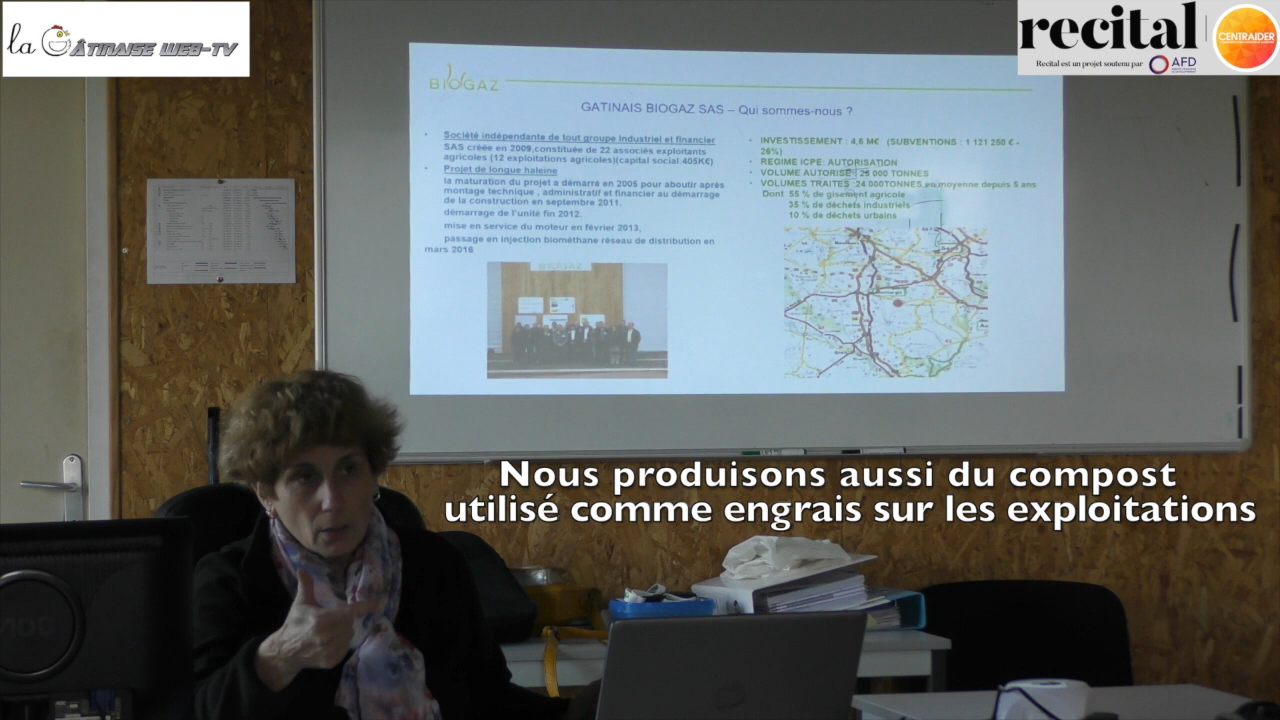 la GÂTINAISE WEB-TV
recital
CENTRAIDER
Recital est un projet soutenu par AFD
BIOGAZ
GATINAIS BIOGAZ SAS – Qui sommes-nous ?
• Société indépendante de tout groupe industriel et financier
SAS créée en 2009,constituée de 22 associés exploitants
agricoles (12 exploitations agricoles)(capital social:405K€)
• Projet de longue haleine
la maturation du projet a démarré en 2005 pour aboutir après
montage technique , administratif et financier au démarrage
de la construction en septembre 2011.
démarrage de l'unité fin 2012.
mise en service du moteur en février 2013,
passage en injection biométhane réseau de distribution en
mars 2016
• INVESTISSEMENT : 4,6 M€ (SUBVENTIONS : 1 121 250 € -
26%)
• REGIME ICPE: AUTORISATION
• VOLUME AUTORISE : 25 000 TONNES
• VOLUMES TRAITES :24 000TONNES en moyenne depuis 5 ans
Dont 55 % de gisement agricole
35 % de déchets industriels
10 % de déchets urbains
BIOGAZ
Nous produisons aussi du compost
utilisé comme engrais sur les exploitations
AOC